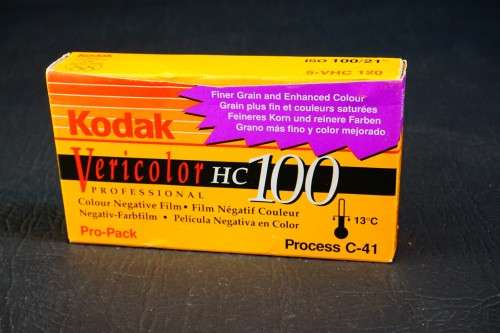 Kodak
ISO 100/21°
5-VHC 120
Finer Grain and Enhanced Colour
Grain plus fin et couleurs saturées
Feineres Korn und reinere Farben
Grano más fino y color mejorado
Kodak
Vericolor HC 100
PROFESSIONAL
Colour Negative Film • Film Négatif Couleur
Negativ-Farbfilm • Película Negativa en Color
13°C
Pro-Pack
Process C-41